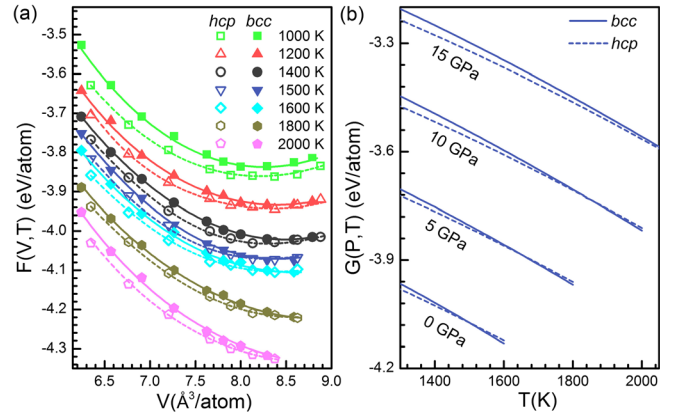 (a)
hcp bcc
1000 K
1200 K
1400 K
1500 K
1600 K
1800 K
2000 K
-3.5
-3.6
-3.7
-3.8
-3.9
-4.0
-4.1
-4.2
-4.3
F(V,T) (eV/atom)
6.5 7.0 7.5 8.0 8.5 9.0
V(Å³/atom)
(b)
bcc
hcp
15 GPa
10 GPa
5 GPa
0 GPa
-3.2
-3.6
-3.9
-4.2
G(P,T) (eV/atom)
1400 1600 1800 2000
T(K)